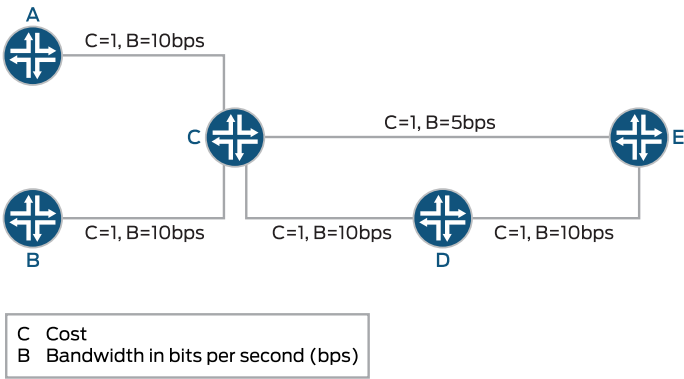 A
C=1, B=10bps
C
C=1, B=5bps
E
C=1, B=10bps
B
C=1, B=10bps
D
C=1, B=10bps
C Cost
B Bandwidth in bits per second (bps)